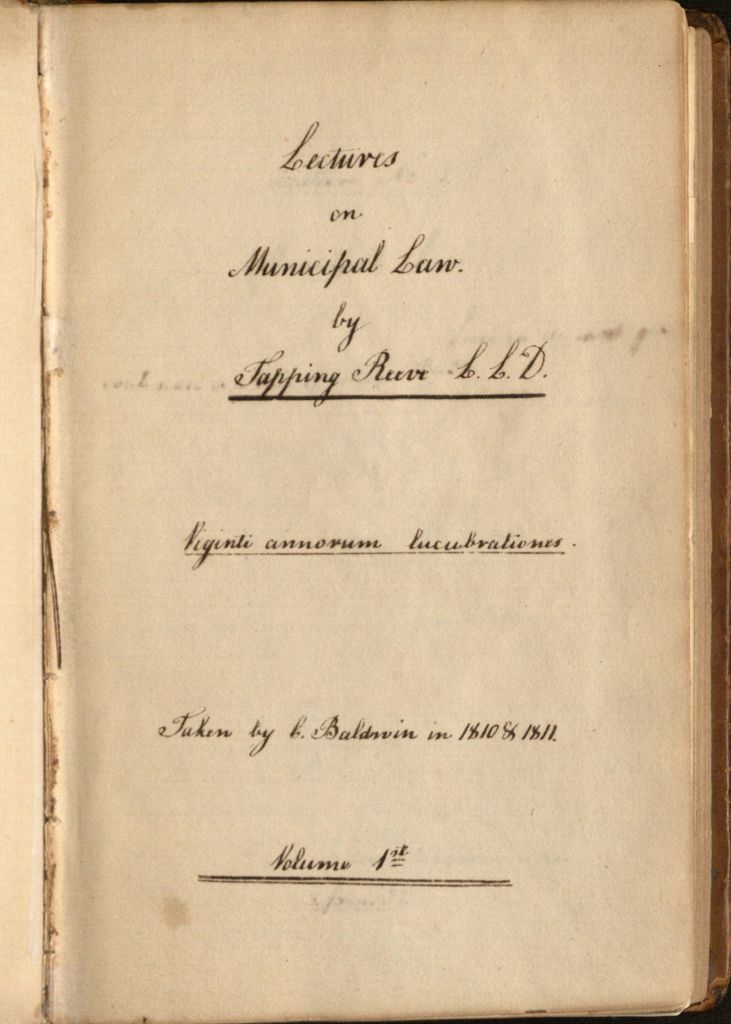 Lectures
on
Municipal Law.
by
Tapping Reeve L. L. D.
Viginti annorum lucubrationes.
Taken by C. Baldwin in 1810 & 1811.
Volume 1st